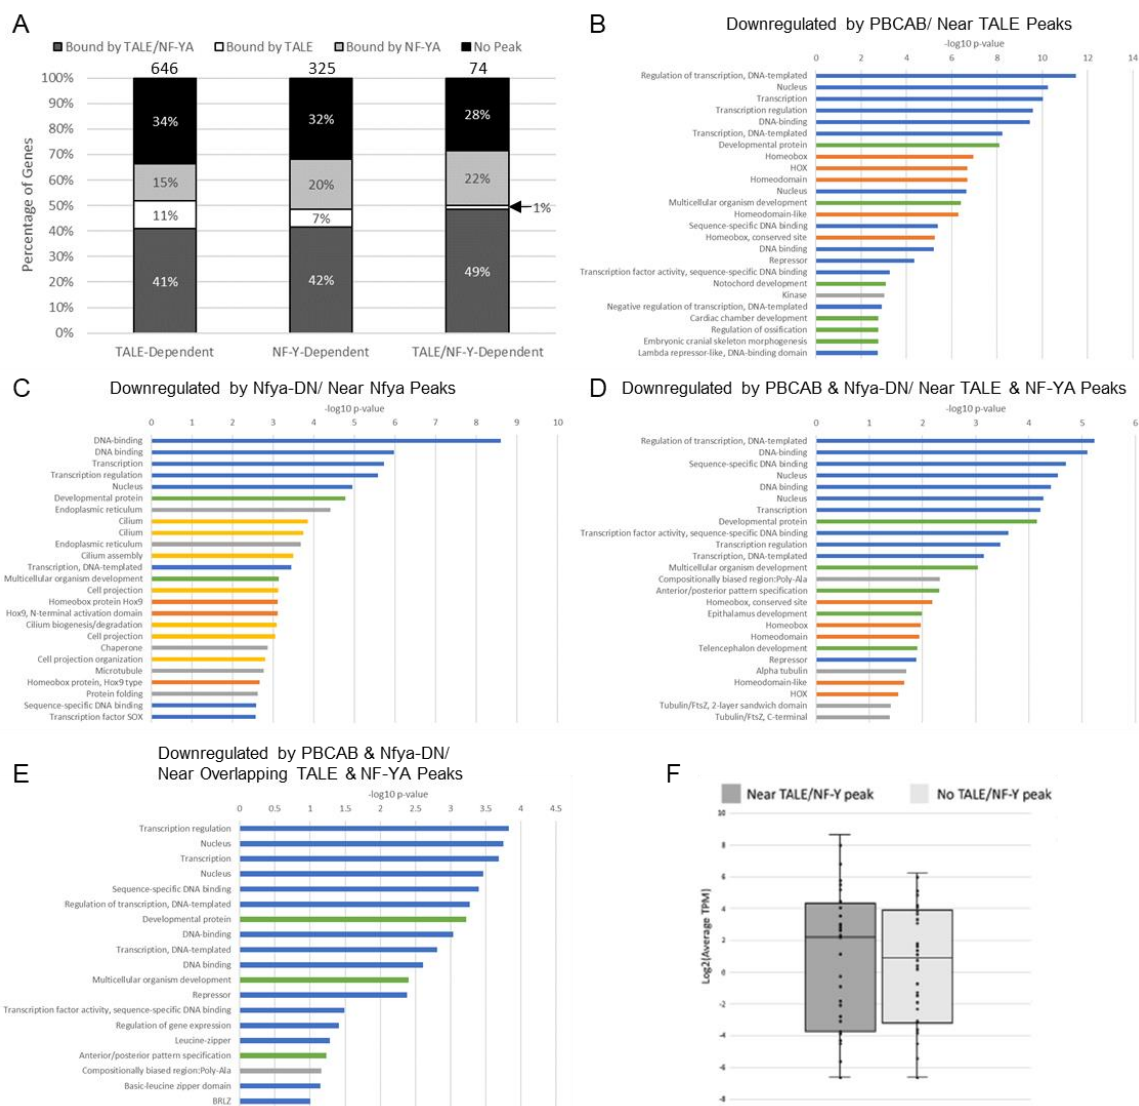 A
Bound by TALE/NF-YA
Bound by TALE
Bound by NF-YA
No Peak
646
325
74
100%
90%
80%
70%
60%
50%
40%
30%
20%
10%
0%
Percentage of Genes
34%
15%
11%
41%
32%
20%
7%
42%
28%
22%
1%
49%
TALE-Dependent
NF-Y-Dependent
TALE/NF-Y-Dependent
B
Downregulated by PBCAB/ Near TALE Peaks
-log10 p-value
0 2 4 6 8 10 12 14
Regulation of transcription, DNA-templated
Nucleus
Transcription
Transcription regulation
DNA-binding
Transcription, DNA-templated
Developmental protein
Homeobox
HOX
Homeodomain
Nucleus
Multicellular organism development
Homeodomain-like
Sequence-specific DNA binding
Homeobox, conserved site
DNA binding
Repressor
Transcription factor activity, sequence-specific DNA binding
Notochord development
Kinase
Negative regulation of transcription, DNA-templated
Cardiac chamber development
Regulation of ossification
Embryonic cranial skeleton morphogenesis
Lambda repressor-like, DNA-binding domain
C
Downregulated by Nfya-DN/ Near Nfya Peaks
-log10 p-value
0 1 2 3 4 5 6 7 8 9 10
DNA-binding
DNA binding
Transcription
Transcription regulation
Nucleus
Developmental protein
Endoplasmic reticulum
Cilium
Cilium
Endoplasmic reticulum
Cilium assembly
Transcription, DNA-templated
Multicellular organism development
Cell projection
Homeobox protein Hox9
Hox9, N-terminal activation domain
Cilium biogenesis/degradation
Cell projection
Chaperone
Cell projection organization
Microtubule
Homeobox protein, Hox9 type
Protein folding
Sequence-specific DNA binding
Transcription factor SOX
D
Downregulated by PBCAB & Nfya-DN/ Near TALE & NF-YA Peaks
-log10 p-value
0 1 2 3 4 5 6
Regulation of transcription, DNA-templated
DNA-binding
Sequence-specific DNA binding
Nucleus
DNA binding
Nucleus
Transcription
Developmental protein
Transcription factor activity, sequence-specific DNA binding
Transcription regulation
Transcription, DNA-templated
Multicellular organism development
Compositionally biased region:Poly-Ala
Anterior/posterior pattern specification
Homeobox, conserved site
Epithalamus development
Homeobox
Homeodomain
Telencephalon development
Repressor
Alpha tubulin
Homeodomain-like
HOX
Tubulin/FtsZ, 2-layer sandwich domain
Tubulin/FtsZ, C-terminal
E
Downregulated by PBCAB & Nfya-DN/
Near Overlapping TALE & NF-YA Peaks
-log10 p-value
0 0.5 1 1.5 2 2.5 3 3.5 4 4.5
Transcription regulation
Nucleus
Transcription
Nucleus
Sequence-specific DNA binding
Regulation of transcription, DNA-templated
Developmental protein
DNA-binding
Transcription, DNA-templated
DNA binding
Multicellular organism development
Repressor
Transcription factor activity, sequence-specific DNA binding
Regulation of gene expression
Leucine-zipper
Anterior/posterior pattern specification
Compositionally biased region:Poly-Ala
Basic-leucine zipper domain
BRLZ
F
Near TALE/NF-Y peak
No TALE/NF-Y peak
Log2(Average TPM)
10
8
6
4
2
0
-2
-4
-6
-8